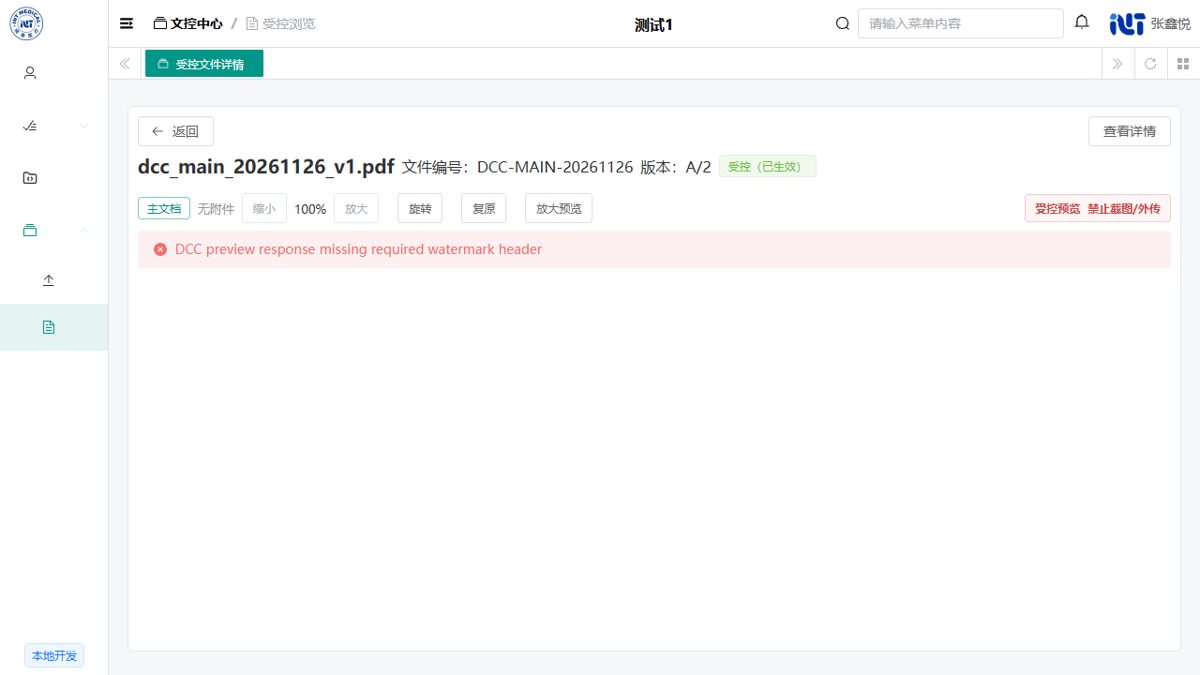 文控中心 / 受控浏览
测试1
请输入菜单内容
张鑫悦
受控文件详情
返回
查看详情
dcc_main_20261126_v1.pdf 文件编号：DCC-MAIN-20261126 版本：A/2 受控（已生效）
主文档 无附件 缩小 100% 放大 旋转 复原 放大预览 受控预览 禁止截图/外传
DCC preview response missing required watermark header
本地开发